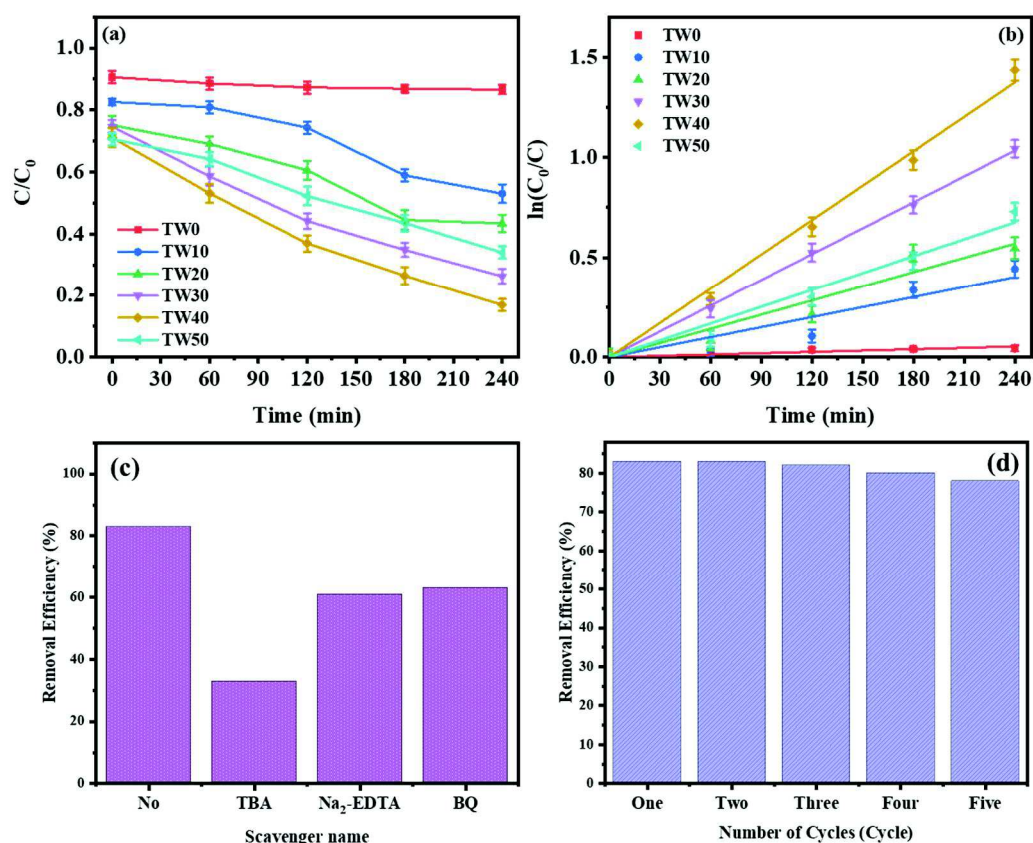 (a)
1.0
0.8
0.6
0.4
0.2
0.0
C/C₀
TW0
TW10
TW20
TW30
TW40
TW50
0 60 120 180 240
Time (min)
(b)
TW0
TW10
TW20
TW30
TW40
TW50
1.5
1.0
0.5
0.0
ln(C₀/C)
0 30 60 90 120 150 180 210 240
Time (min)
(c)
100
80
60
40
20
0
Removal Efficiency (%)
No TBA Na₂-EDTA BQ
Scavenger name
(d)
80
70
60
50
40
30
20
10
0
Removal Efficiency (%)
One Two Three Four Five
Number of Cycles (Cycle)